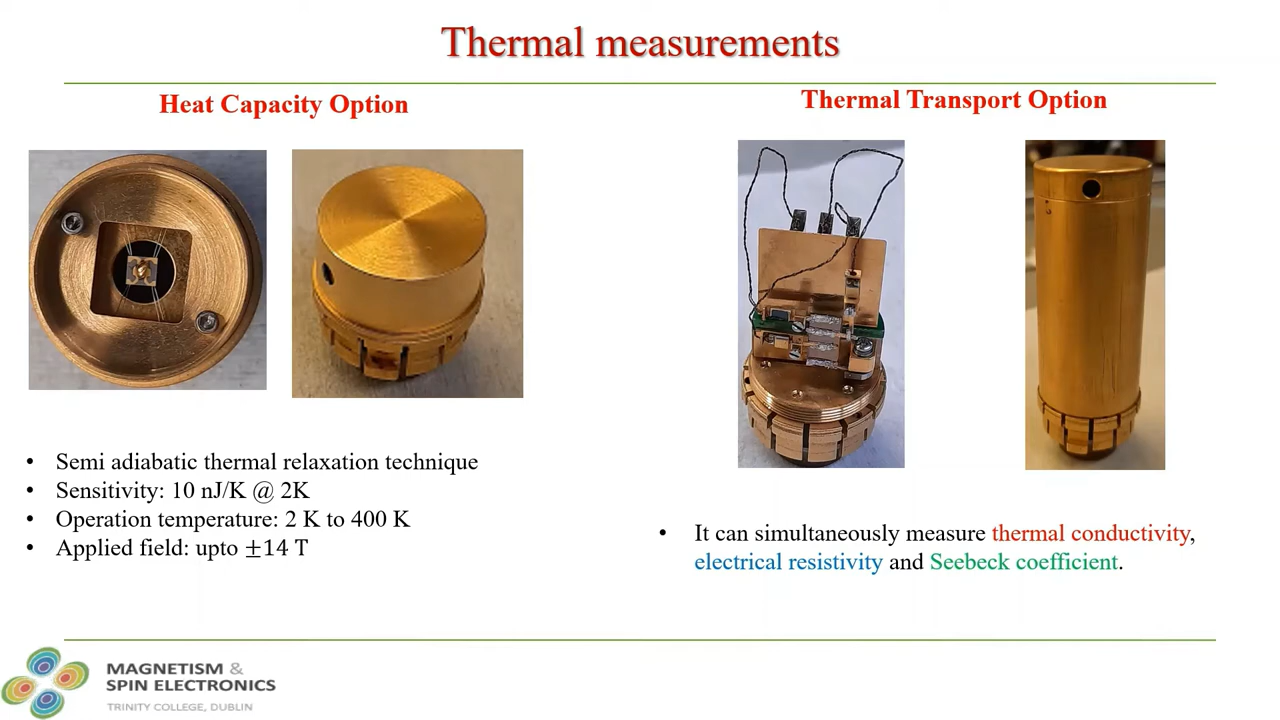 Thermal measurements
Heat Capacity Option
Thermal Transport Option
• Semi adiabatic thermal relaxation technique
• Sensitivity: 10 nJ/K @ 2K
• Operation temperature: 2 K to 400 K
• Applied field: upto ±14 T
• It can simultaneously measure thermal conductivity,
electrical resistivity and Seebeck coefficient.
MAGNETISM &
SPIN ELECTRONICS
TRINITY COLLEGE, DUBLIN